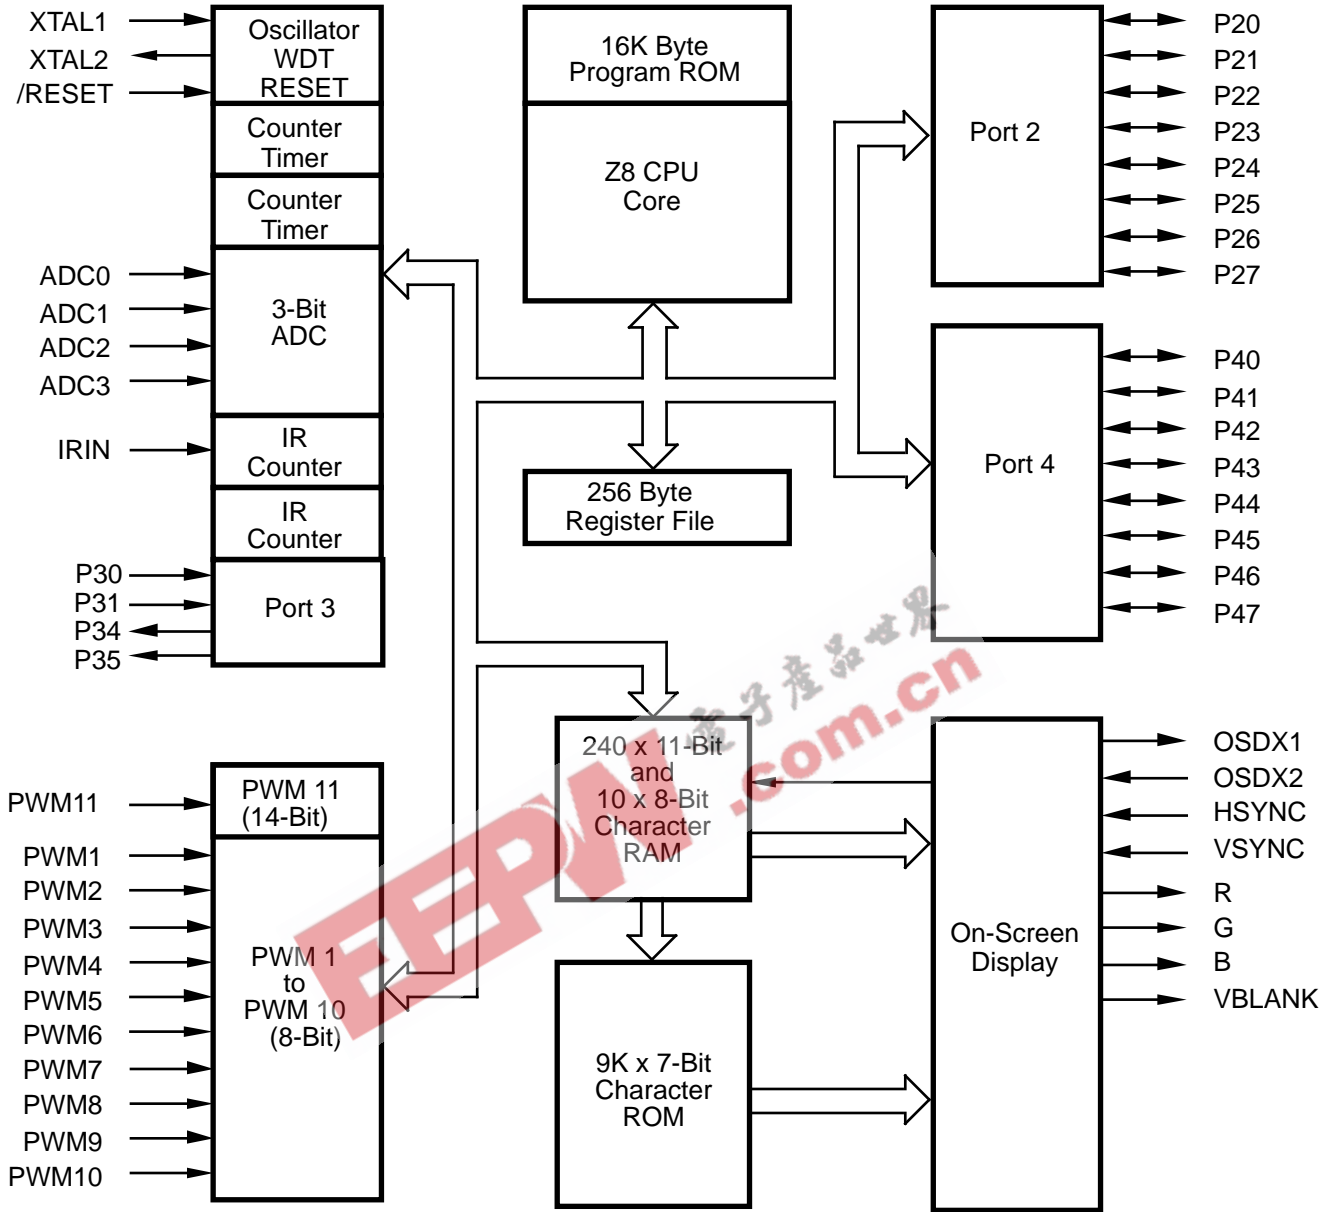 XTAL1
XTAL2
/RESET
Oscillator
WDT
RESET
Counter
Timer
Counter
Timer
ADC0
ADC1
ADC2
ADC3
3-Bit
ADC
IRIN
IR
Counter
IR
Counter
P30
P31
P34
P35
Port 3
16K Byte
Program ROM
Z8 CPU
Core
256 Byte
Register File
Port 2
P20
P21
P22
P23
P24
P25
P26
P27
Port 4
P40
P41
P42
P43
P44
P45
P46
P47
PWM11
PWM 11
(14-Bit)
PWM1
PWM2
PWM3
PWM4
PWM5
PWM6
PWM7
PWM8
PWM9
PWM10
PWM 1
to
PWM 10
(8-Bit)
240 x 11-Bit
and
10 x 8-Bit
Character
RAM
9K x 7-Bit
Character
ROM
On-Screen
Display
OSDX1
OSDX2
HSYNC
VSYNC
R
G
B
VBLANK
電子產品世界
EEPW.com.cn